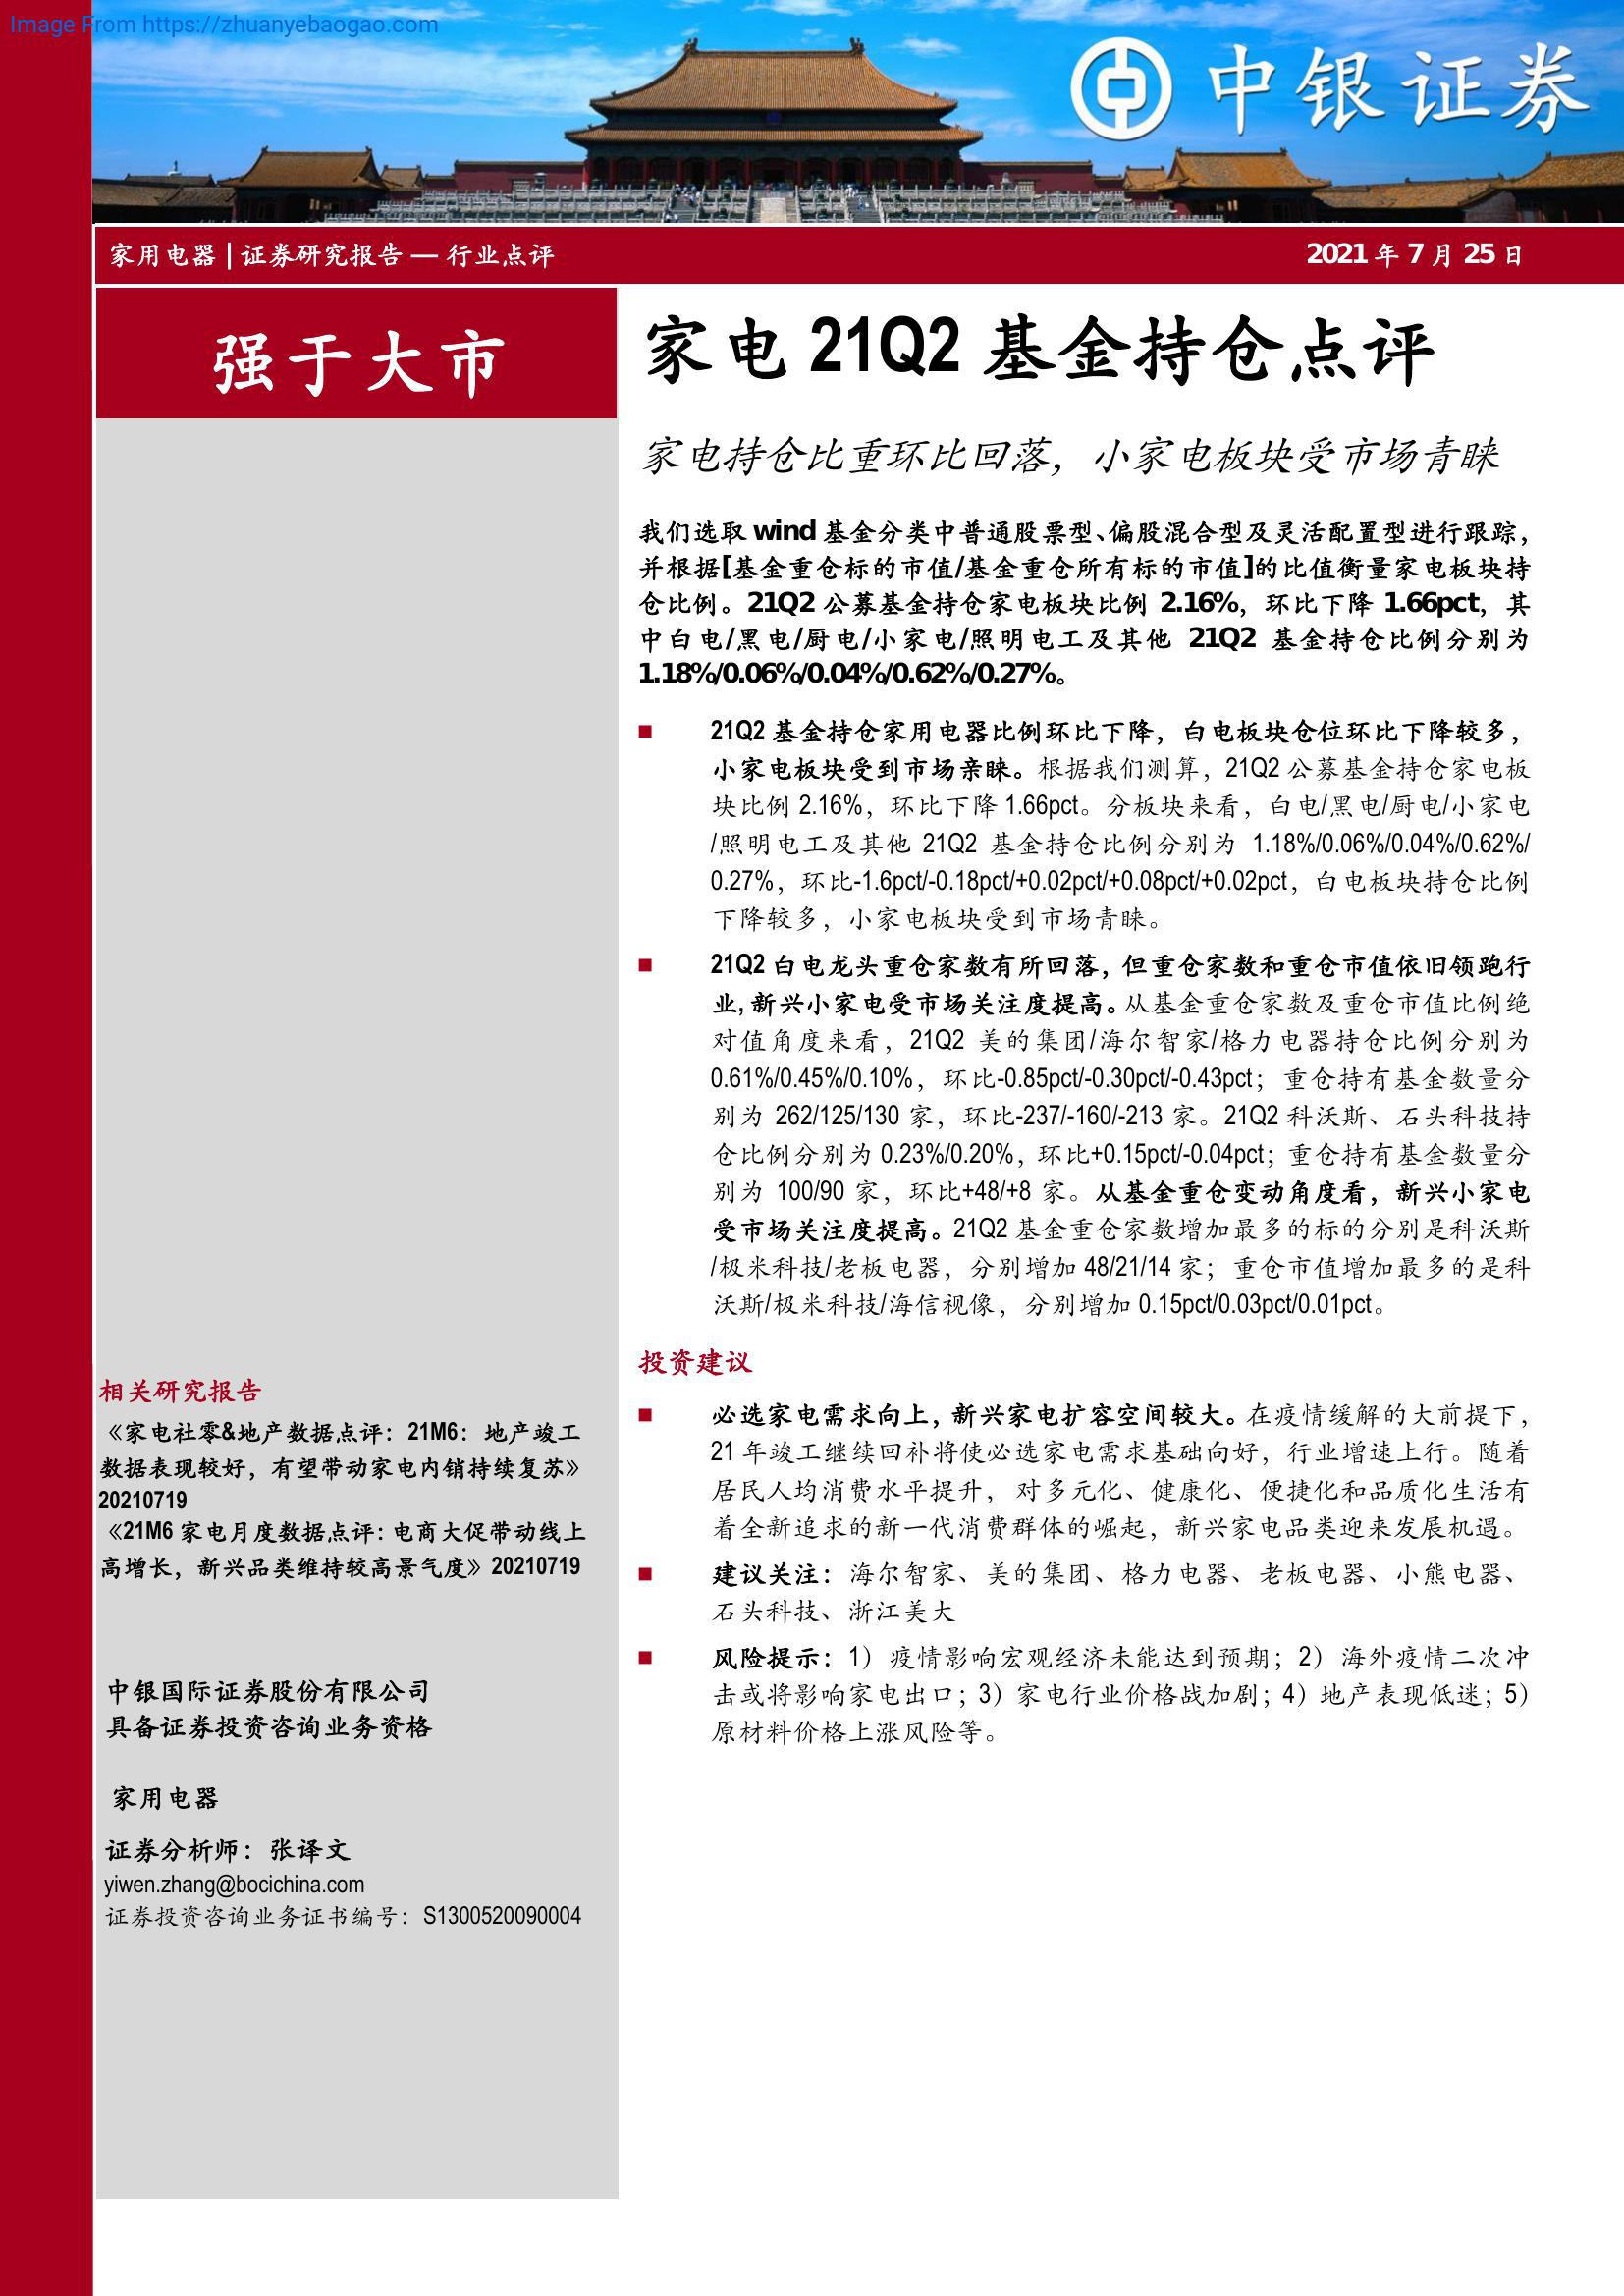 Image From https://zhuanyebaogao.com
中银证券
家用电器 | 证券研究报告 — 行业点评
2021 年 7 月 25 日
强于大市
家电 21Q2 基金持仓点评
家电持仓比重环比回落，小家电板块受市场青睐
我们选取 wind 基金分类中普通股票型、偏股混合型及灵活配置型进行跟踪，
并根据[基金重仓标的市值/基金重仓所有标的市值]的比值衡量家电板块持
仓比例。21Q2 公募基金持仓家电板块比例 2.16%，环比下降 1.66pct，其
中白电/黑电/厨电/小家电/照明电工及其他 21Q2 基金持仓比例分别为
1.18%/0.06%/0.04%/0.62%/0.27%。
■ 21Q2 基金持仓家用电器比例环比下降，白电板块仓位环比下降较多，
小家电板块受到市场亲睐。根据我们测算，21Q2 公募基金持仓家电板
块比例 2.16%，环比下降 1.66pct。分板块来看，白电/黑电/厨电/小家电
/照明电工及其他 21Q2 基金持仓比例分别为 1.18%/0.06%/0.04%/0.62%/
0.27%，环比-1.6pct/-0.18pct/+0.02pct/+0.08pct/+0.02pct，白电板块持仓比例
下降较多，小家电板块受到市场青睐。
■ 21Q2 白电龙头重仓家数有所回落，但重仓家数和重仓市值依旧领跑行
业，新兴小家电受市场关注度提高。从基金重仓家数及重仓市值比例绝
对值角度来看，21Q2 美的集团/海尔智家/格力电器持仓比例分别为
0.61%/0.45%/0.10%，环比-0.85pct/-0.30pct/-0.43pct；重仓持有基金数量分
别为 262/125/130 家，环比-237/-160/-213 家。21Q2 科沃斯、石头科技持
仓比例分别为 0.23%/0.20%，环比+0.15pct/-0.04pct；重仓持有基金数量分
别为 100/90 家，环比+48/+8 家。从基金重仓变动角度看，新兴小家电
受市场关注度提高。21Q2 基金重仓家数增加最多的标的分别是科沃斯
/极米科技/老板电器，分别增加 48/21/14 家；重仓市值增加最多的是科
沃斯/极米科技/海信视像，分别增加 0.15pct/0.03pct/0.01pct。
投资建议
■ 必选家电需求向上，新兴家电扩容空间较大。在疫情缓解的大前提下，
21 年竣工继续回补将使必选家电需求基础向好，行业增速上行。随着
居民人均消费水平提升，对多元化、健康化、便捷化和品质化生活有
着全新追求的新一代消费群体的崛起，新兴家电品类迎来发展机遇。
■ 建议关注：海尔智家、美的集团、格力电器、老板电器、小熊电器、
石头科技、浙江美大
■ 风险提示：1）疫情影响宏观经济未能达到预期；2）海外疫情二次冲
击或将影响家电出口；3）家电行业价格战加剧；4）地产表现低迷；5）
原材料价格上涨风险等。
相关研究报告
《家电社零&地产数据点评：21M6：地产竣工
数据表现较好，有望带动家电内销持续复苏》
20210719
《21M6 家电月度数据点评：电商大促带动线上
高增长，新兴品类维持较高景气度》20210719
中银国际证券股份有限公司
具备证券投资咨询业务资格
家用电器
证券分析师：张译文
yiwen.zhang@bocichina.com
证券投资咨询业务证书编号：S1300520090004